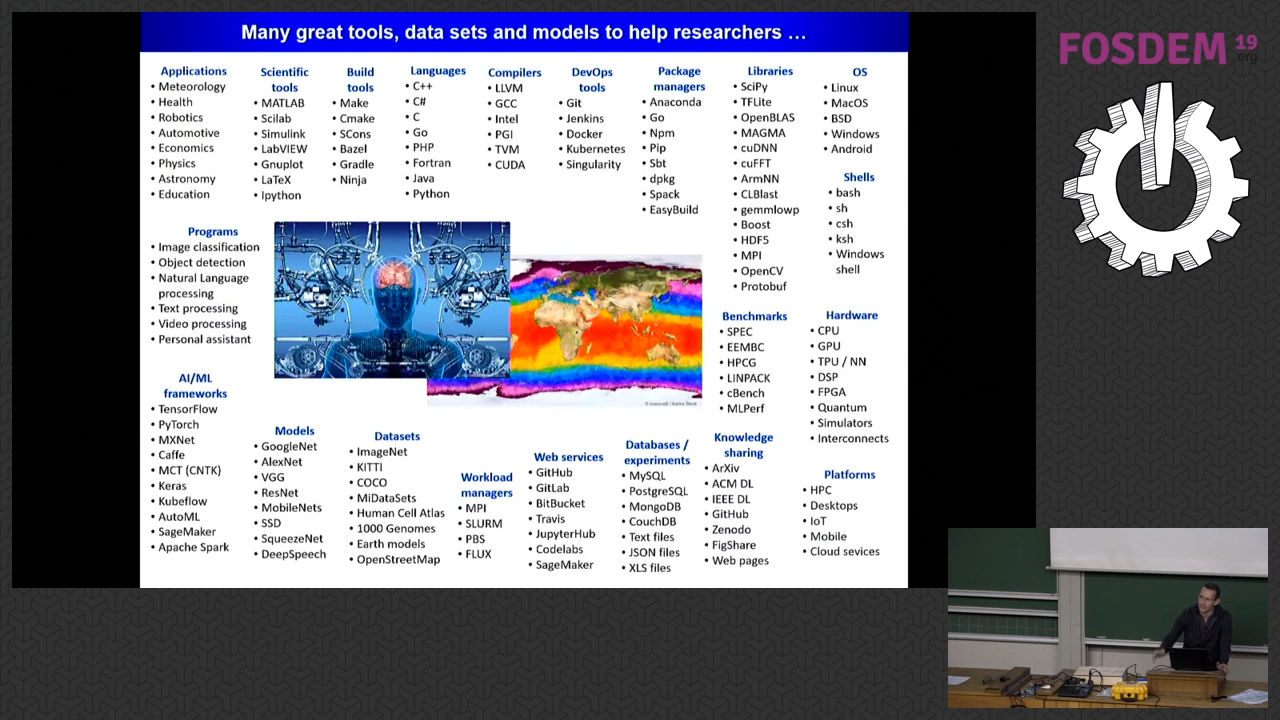 Many great tools, data sets and models to help researchers …
FOSDEM 19
.org
Applications
• Meteorology
• Health
• Robotics
• Automotive
• Economics
• Physics
• Astronomy
• Education
Scientific
tools
• MATLAB
• Scilab
• Simulink
• LabVIEW
• Gnuplot
• LaTeX
• Ipython
Build
tools
• Make
• Cmake
• SCons
• Bazel
• Gradle
• Ninja
Languages
• C++
• C#
• C
• Go
• PHP
• Fortran
• Java
• Python
Compilers
• LLVM
• GCC
• Intel
• PGI
• TVM
• CUDA
DevOps
tools
• Git
• Jenkins
• Docker
• Kubernetes
• Singularity
Package
managers
• Anaconda
• Go
• Npm
• Pip
• Sbt
• dpkg
• Spack
• EasyBuild
Libraries
• SciPy
• TFLite
• OpenBLAS
• MAGMA
• cuDNN
• cuFFT
• ArmNN
• CLBlast
• gemmlowp
• Boost
• HDF5
• MPI
• OpenCV
• Protobuf
OS
• Linux
• MacOS
• BSD
• Windows
• Android
Shells
• bash
• sh
• csh
• ksh
• Windows
shell
Programs
• Image classification
• Object detection
• Natural Language
processing
• Text processing
• Video processing
• Personal assistant
Benchmarks
• SPEC
• EEMBC
• HPCG
• LINPACK
• cBench
• MLPerf
Hardware
• CPU
• GPU
• TPU / NN
• DSP
• FPGA
• Quantum
• Simulators
• Interconnects
AI/ML
frameworks
• TensorFlow
• PyTorch
• MXNet
• Caffe
• MCT (CNTK)
• Keras
• Kubeflow
• AutoML
• SageMaker
• Apache Spark
Models
• GoogleNet
• AlexNet
• VGG
• ResNet
• MobileNets
• SSD
• SqueezeNet
• DeepSpeech
Datasets
• ImageNet
• KITTI
• COCO
• MiDataSets
• Human Cell Atlas
• 1000 Genomes
• Earth models
• OpenStreetMap
Workload
managers
• MPI
• SLURM
• PBS
• FLUX
Web services
• GitHub
• GitLab
• BitBucket
• Travis
• JupyterHub
• Codelabs
• SageMaker
Databases /
experiments
• MySQL
• PostgreSQL
• MongoDB
• CouchDB
• Text files
• JSON files
• XLS files
Knowledge
sharing
• ArXiv
• ACM DL
• IEEE DL
• GitHub
• Zenodo
• FigShare
• Web pages
Platforms
• HPC
• Desktops
• IoT
• Mobile
• Cloud sevices